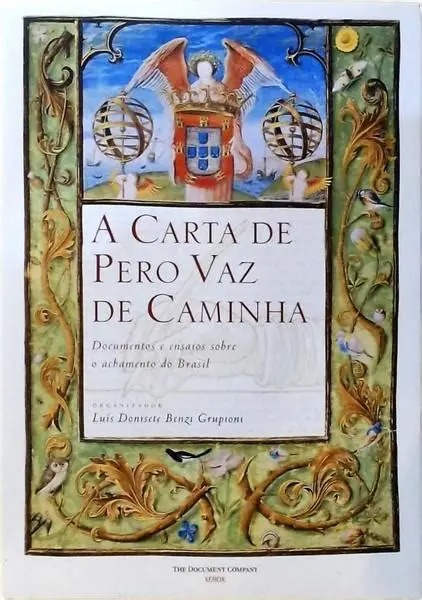 A CARTA DE
PERO VAZ
DE CAMINHA
Documentos e ensaios sobre
o achamento do Brasil
ORGANIZADOR
Luís Donisete Benzi Grupioni
THE DOCUMENT COMPANY
XEROX